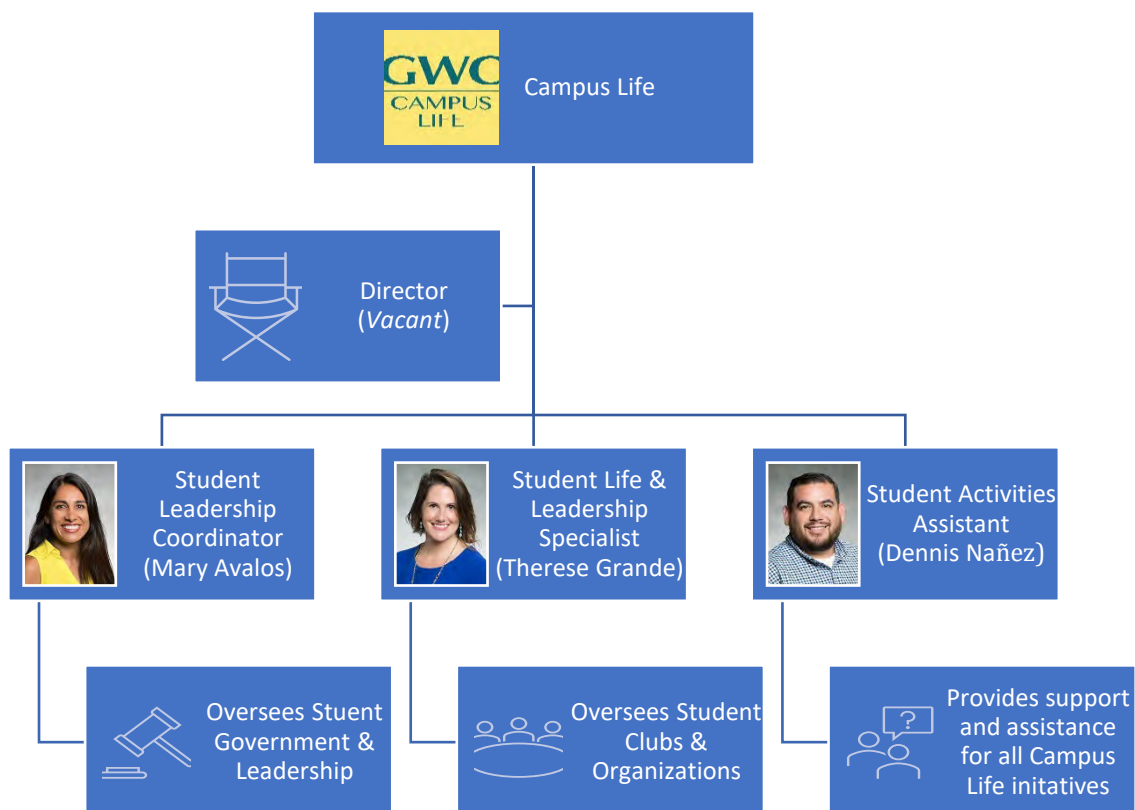 GWC
CAMPUS
LIFE
Campus Life
Director
(Vacant)
Student
Leadership
Coordinator
(Mary Avalos)
Student Life &
Leadership
Specialist
(Therese Grande)
Student Activities
Assistant
(Dennis Nañez)
Oversees Stuent
Government &
Leadership
Oversees Student
Clubs &
Organizations
?
Provides support
and assistance
for all Campus
Life initatives